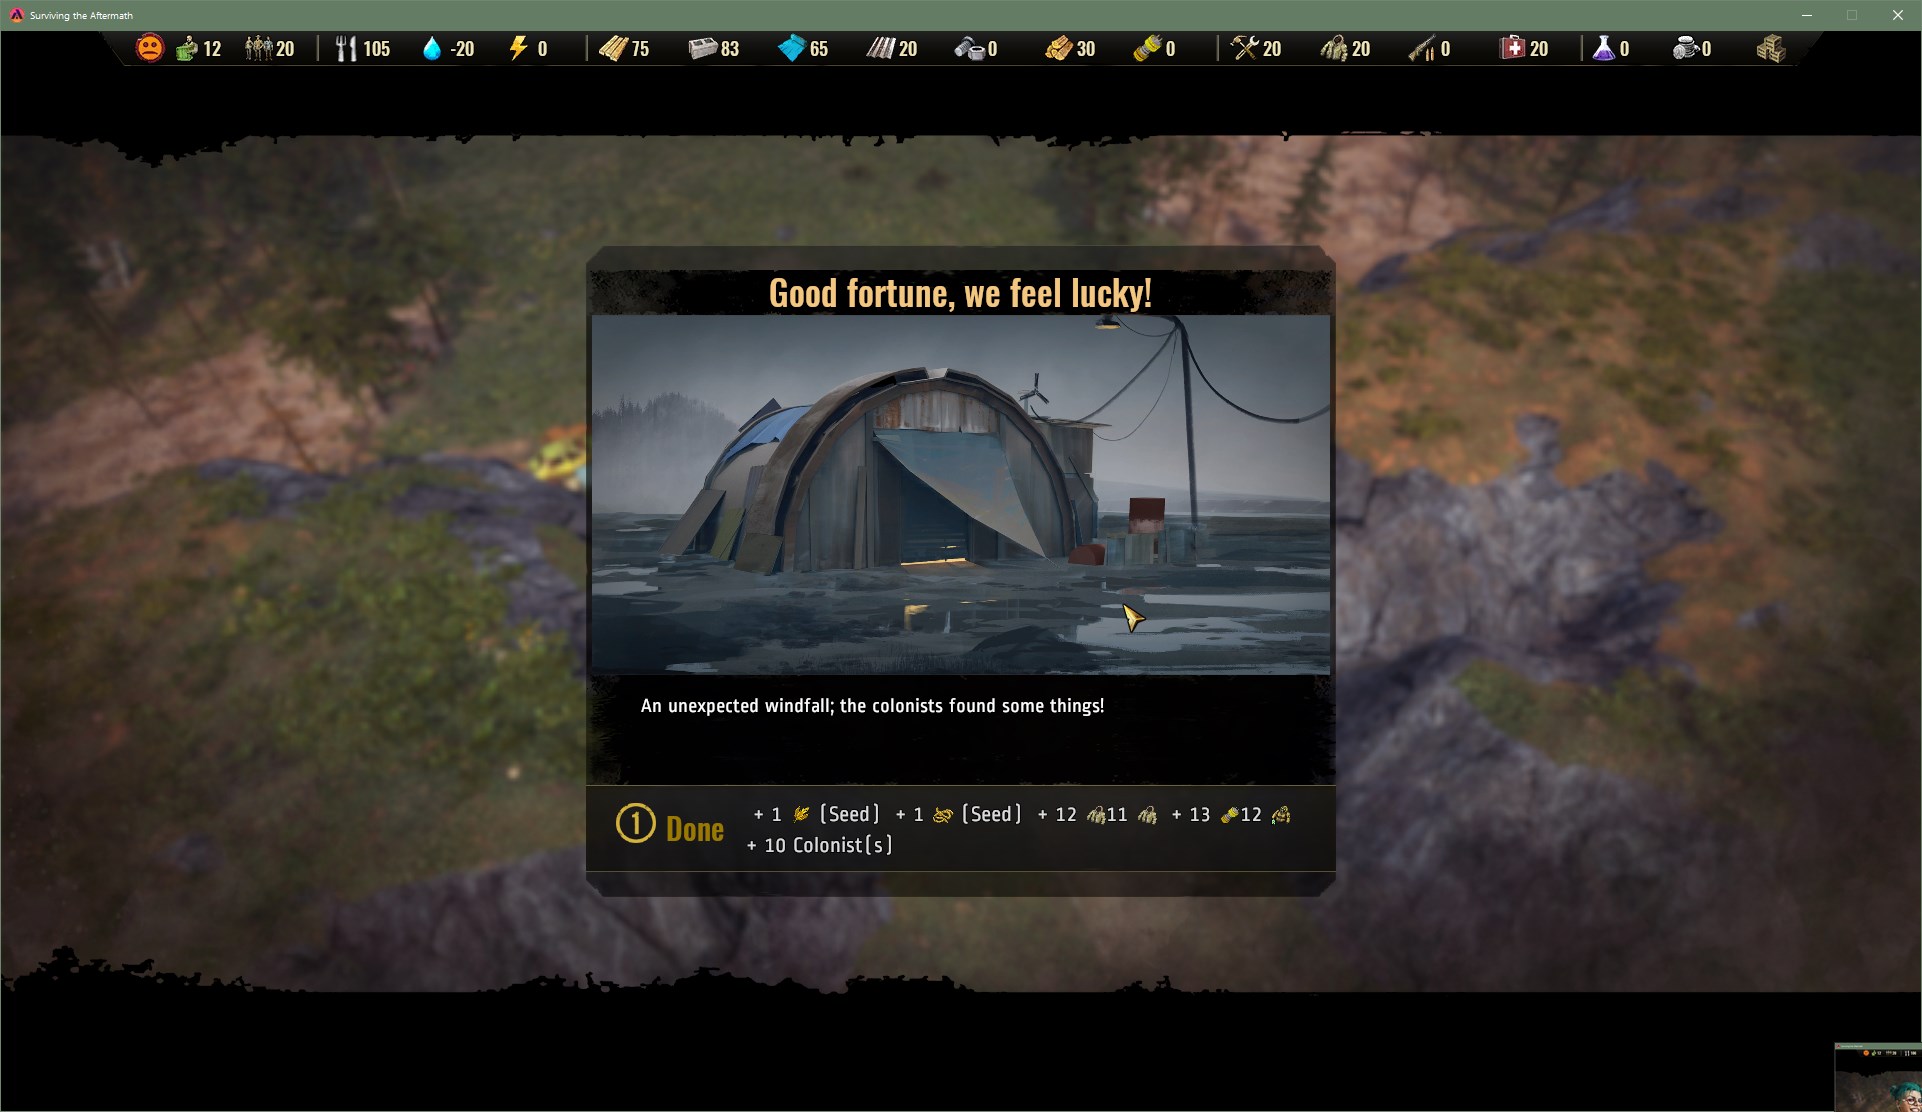 Surviving the Aftermath
12 20 105 -20 0 75 83 65 20 0 30 0 20 20 0 20 0 0
Good fortune, we feel lucky!
An unexpected windfall; the colonists found some things!
1 Done + 1 (Seed) + 1 (Seed) + 12 11 + 13 12
+ 10 Colonist(s)